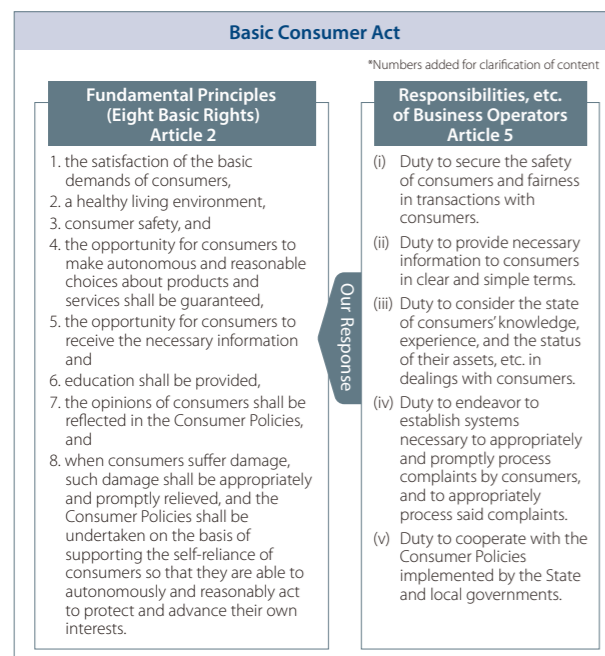 Basic Consumer Act
*Numbers added for clarification of content
Fundamental Principles
(Eight Basic Rights)
Article 2
1. the satisfaction of the basic
demands of consumers,
2. a healthy living environment,
3. consumer safety, and
4. the opportunity for consumers to
make autonomous and reasonable
choices about products and
services shall be guaranteed,
5. the opportunity for consumers to
receive the necessary information
and
6. education shall be provided,
7. the opinions of consumers shall be
reflected in the Consumer Policies,
and
8. when consumers suffer damage,
such damage shall be appropriately
and promptly relieved, and the
Consumer Policies shall be
undertaken on the basis of
supporting the self-reliance of
consumers so that they are able to
autonomously and reasonably act
to protect and advance their own
interests.
Our Response
Responsibilities, etc.
of Business Operators
Article 5
(i) Duty to secure the safety
of consumers and fairness
in transactions with
consumers.
(ii) Duty to provide necessary
information to consumers
in clear and simple terms.
(iii) Duty to consider the state
of consumers' knowledge,
experience, and the status
of their assets, etc. in
dealings with consumers.
(iv) Duty to endeavor to
establish systems
necessary to appropriately
and promptly process
complaints by consumers,
and to appropriately
process said complaints.
(v) Duty to cooperate with the
Consumer Policies
implemented by the State
and local governments.